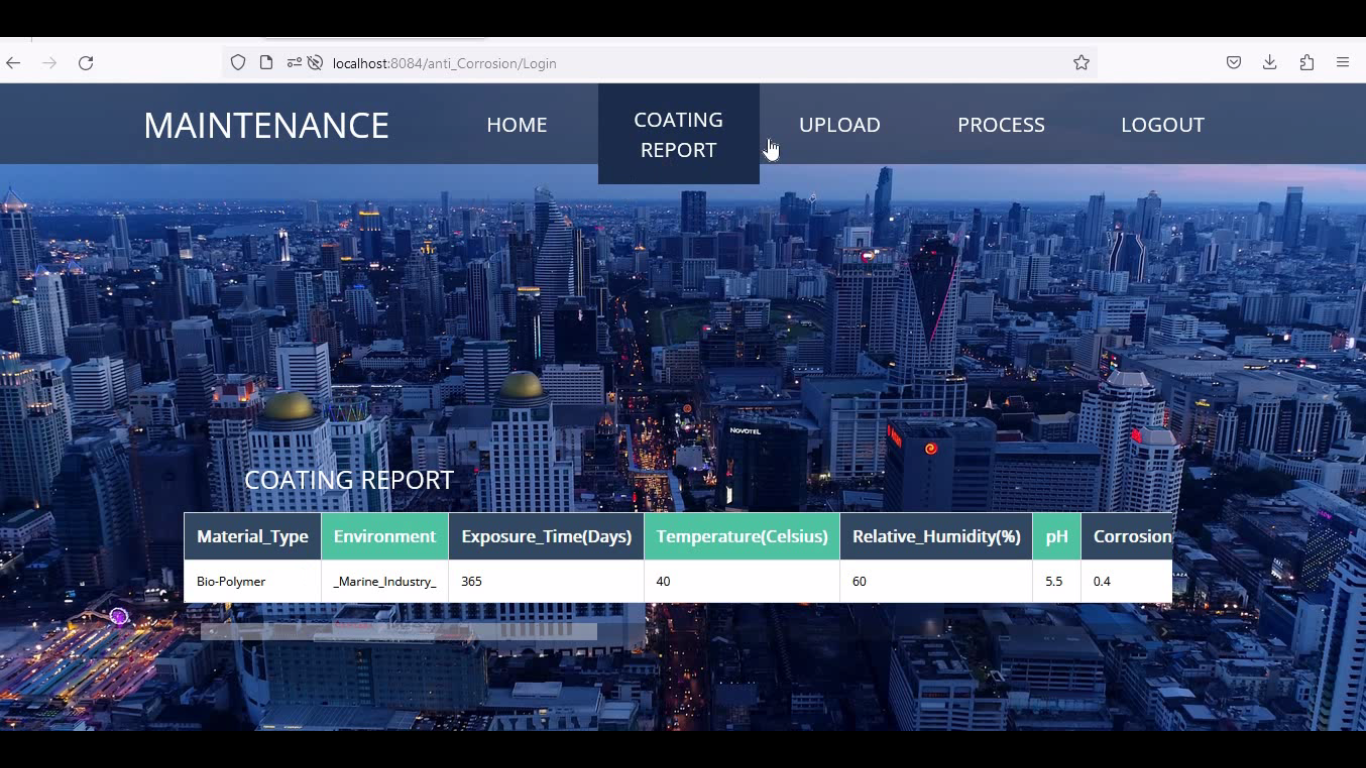 localhost:8084/anti_Corrosion/Login
MAINTENANCE
HOME
COATING
REPORT
UPLOAD
PROCESS
LOGOUT
NOVOTEL
COATING REPORT
Material_Type Environment Exposure_Time(Days) Temperature(Celsius) Relative_Humidity(%) pH Corrosion
Bio-Polymer _Marine_Industry_ 365 40 60 5.5 0.4